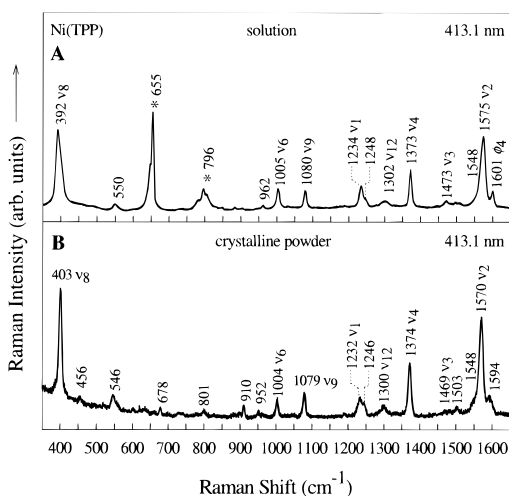 Ni(TPP) solution 413.1 nm
A
392 ν8
550
* 655
* 796
962
1005 ν6
1080 ν9
1234 ν1
1248
1302 ν12
1373 ν4
1473 ν3
1548
1575 ν2
1601 φ4
B crystalline powder 413.1 nm
403 ν8
456
546
678
801
910
952
1004 ν6
1079 ν9
1232 ν1
1246
1300 ν12
1374 ν4
1469 ν3
1503
1548
1570 ν2
1594
400 500 600 700 800 900 1000 1100 1200 1300 1400 1500 1600
Raman Shift (cm⁻¹)
Raman Intensity (arb. units)